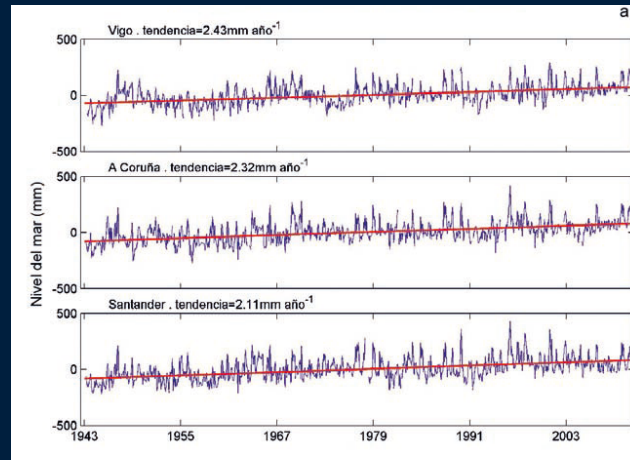 a
Vigo . tendencia=2.43mm año-1
500
0
-500
A Coruña . tendencia=2.32mm año-1
500
0
-500
Nivel del mar (mm)
Santander . tendencia=2.11mm año-1
500
0
-500
1943 1955 1967 1979 1991 2003